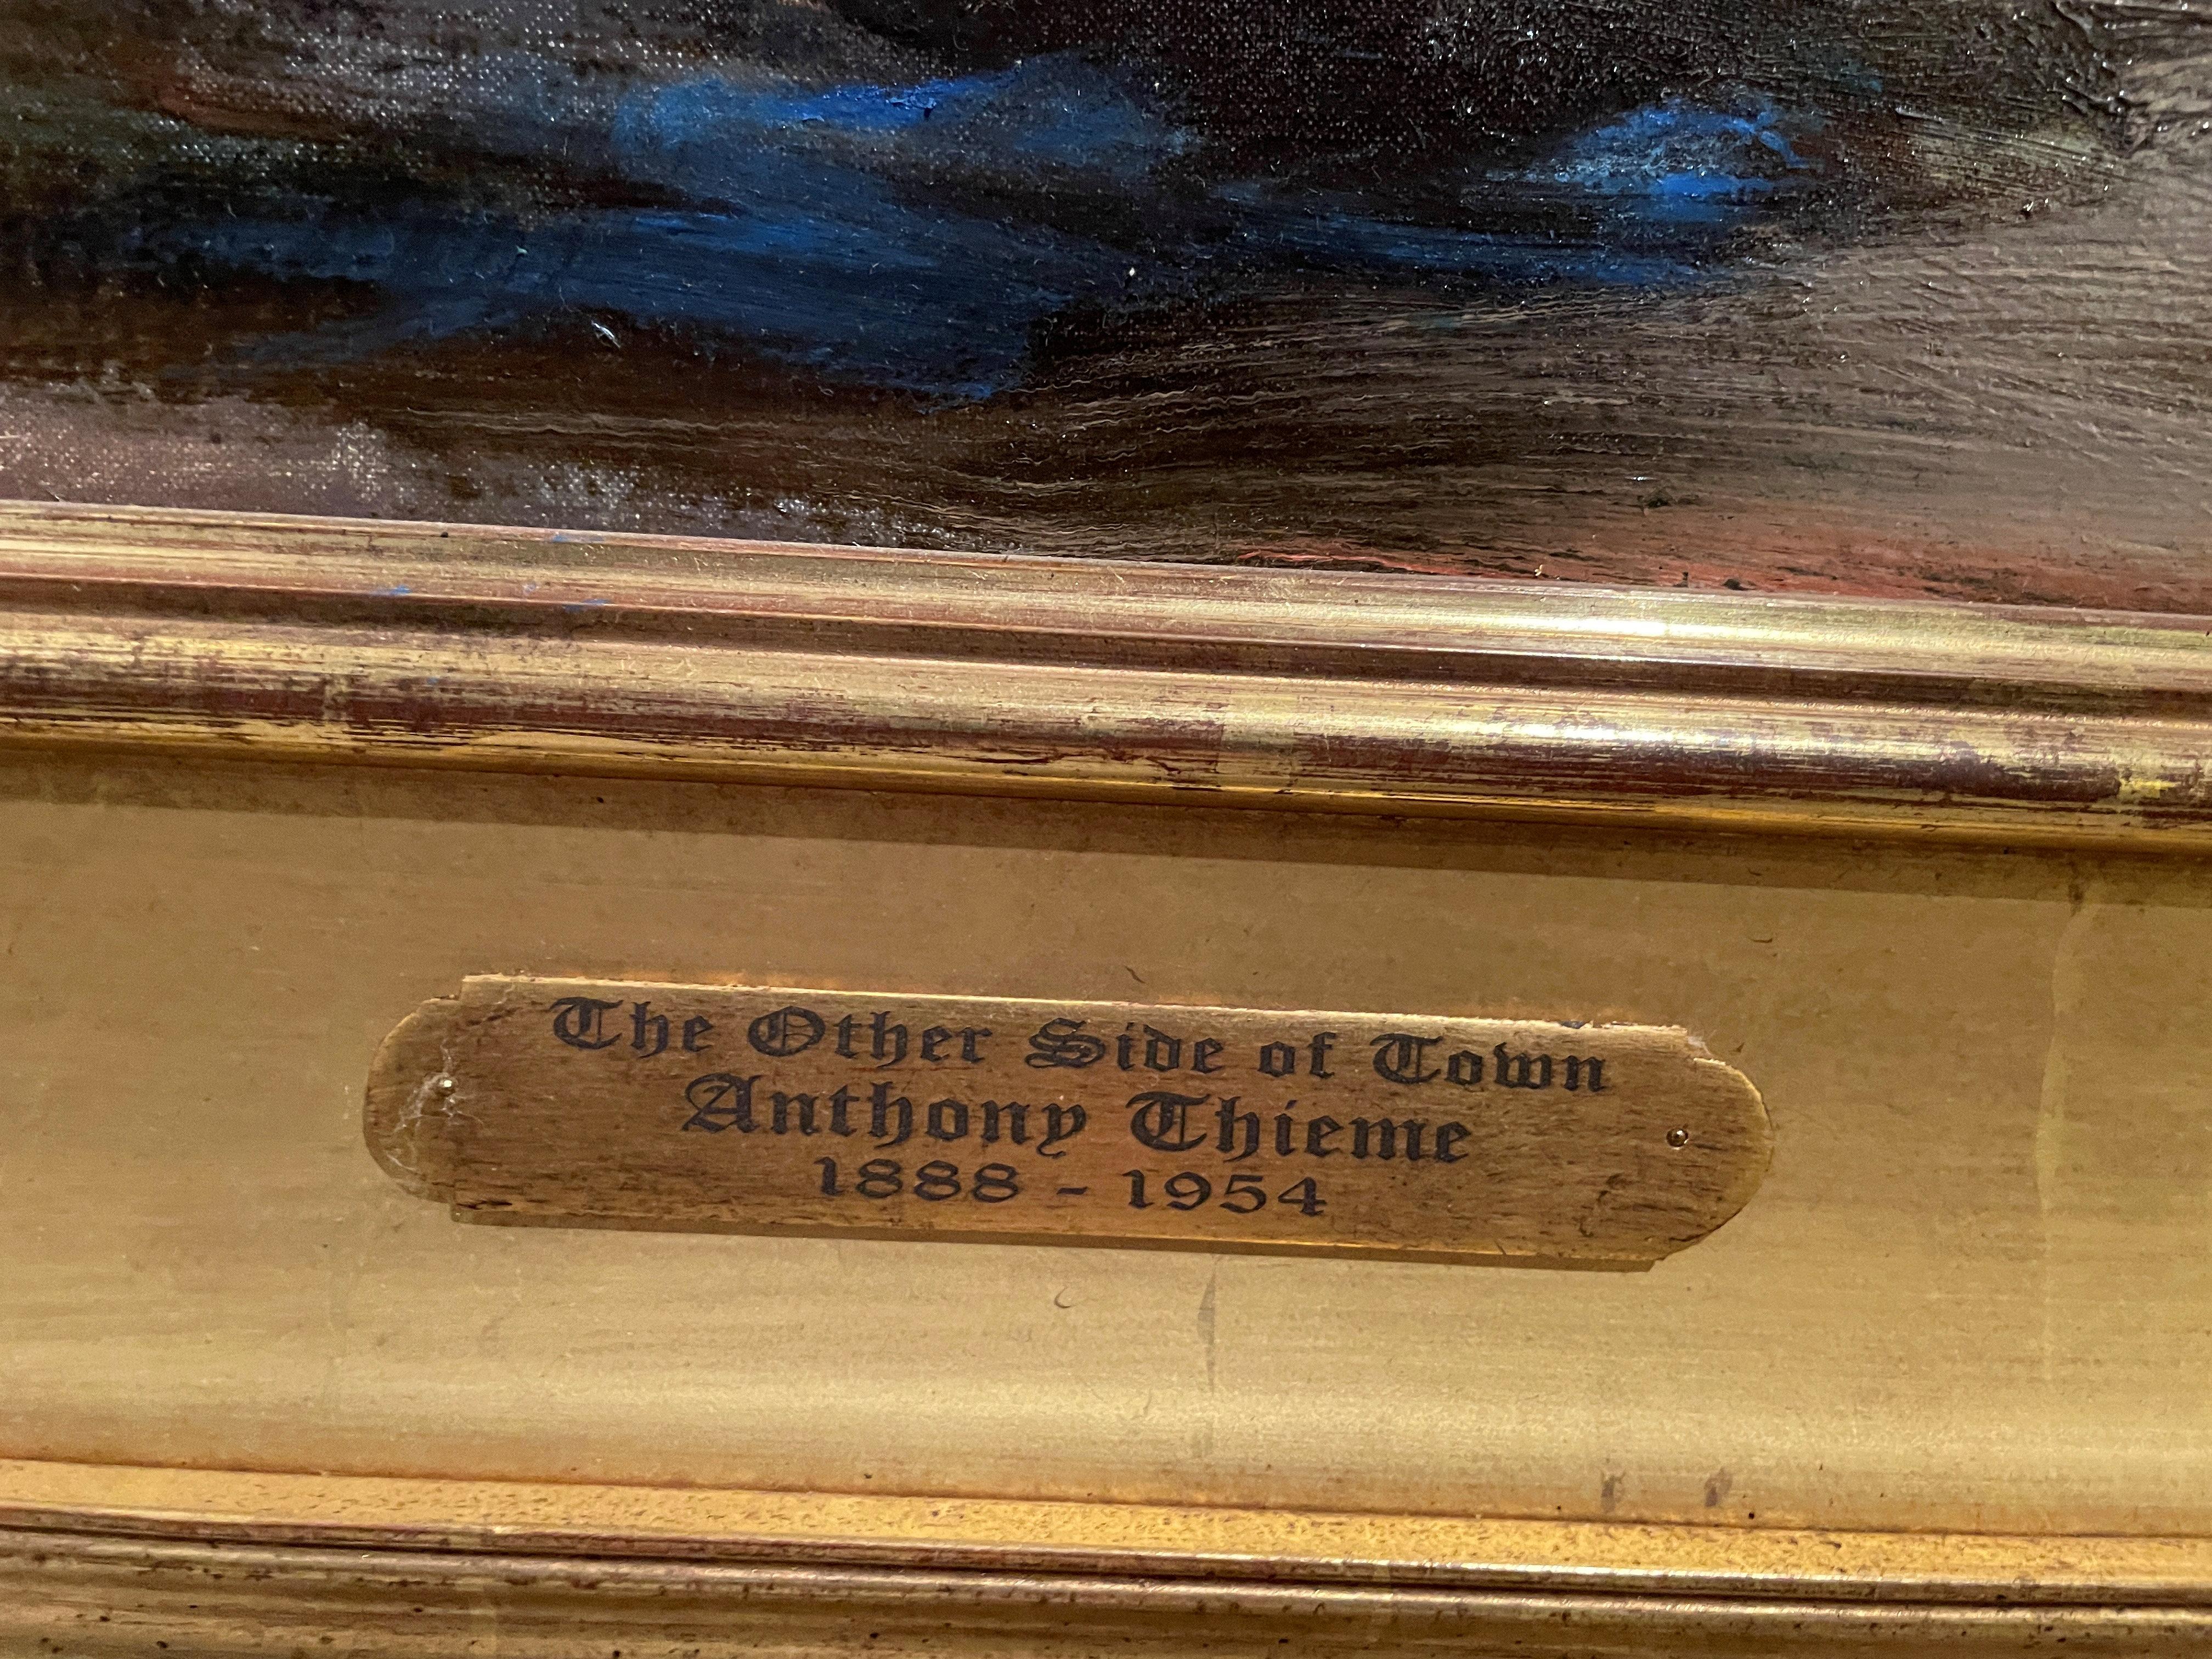 The Other Side of Town
Anthony Thieme
1888 - 1954